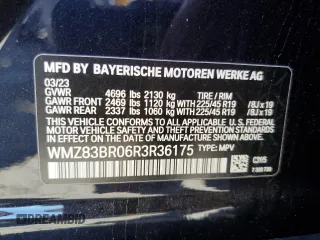 MFD BY BAYERISCHE MOTOREN WERKE AG
03/23
GVWR 4696 lbs 2130 kg TIRE / RIM
GAWR FRONT 2469 lbs 1120 kg 225/45 R19 /8J x 19
GAWR REAR 2337 lbs 1060 kg 225/45 R19 /8J x 19
THIS VEHICLE CONFORMS TO ALL APPLICABLE
FEDERAL MOTOR VEHICLE SAFETY, BUMPER, AND
THEFT PREVENTION STANDARDS IN EFFECT ON THE
DATE OF MANUFACTURE SHOWN ABOVE.
WMZ83BR06R3R36175 TYPE: MPV
DREAMBID